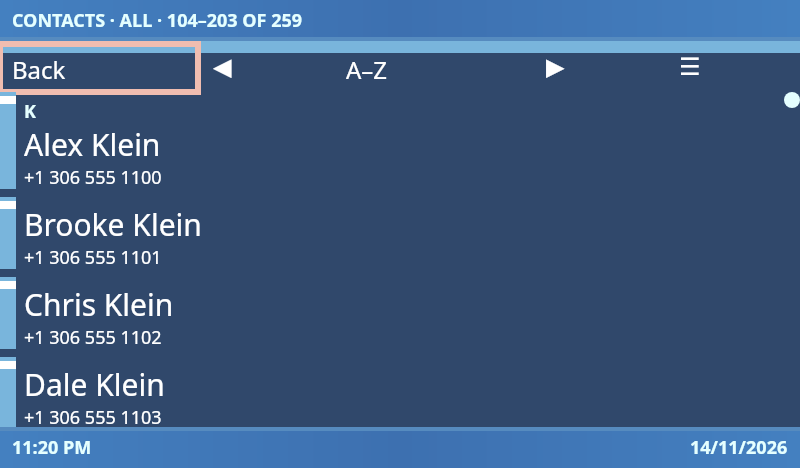 CONTACTS · ALL · 104–203 OF 259
Back ◀ A–Z ▶ ☰
K
Alex Klein
+1 306 555 1100
Brooke Klein
+1 306 555 1101
Chris Klein
+1 306 555 1102
Dale Klein
+1 306 555 1103
11:20 PM 14/11/2026